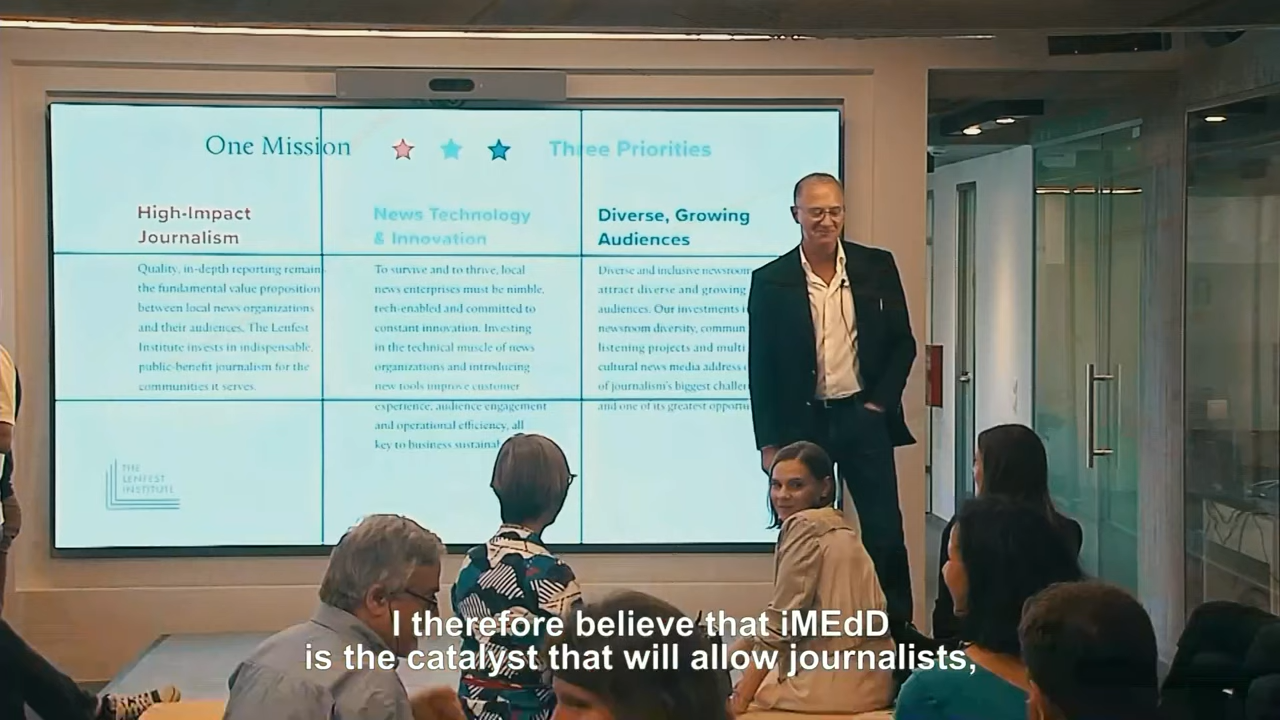 One Mission
Three Priorities
High-Impact
Journalism
Quality, in-depth reporting remain
the fundamental value proposition
between local news organizations
and their audiences. The Lenfest
Institute invests in indispensable,
public-benefit journalism for the
communities it serves.
News Technology
& Innovation
To survive and to thrive, local
news enterprises must be nimble,
tech-enabled and committed to
constant innovation. Investing
in the technical muscle of news
organizations and introducing
new tools improve customer
experience, audience engagement
and operational efficiency, all
key to business sustainal
Diverse, Growing
Audiences
Diverse and inclusive newsroom
attract diverse and growing
audiences. Our investments i
newsroom diversity, commun
listening projects and multi
cultural news media address
of journalism's biggest challen
and one of its greatest opportu
THE
LENFEST
INSTITUTE
I therefore believe that iMEdD
is the catalyst that will allow journalists,